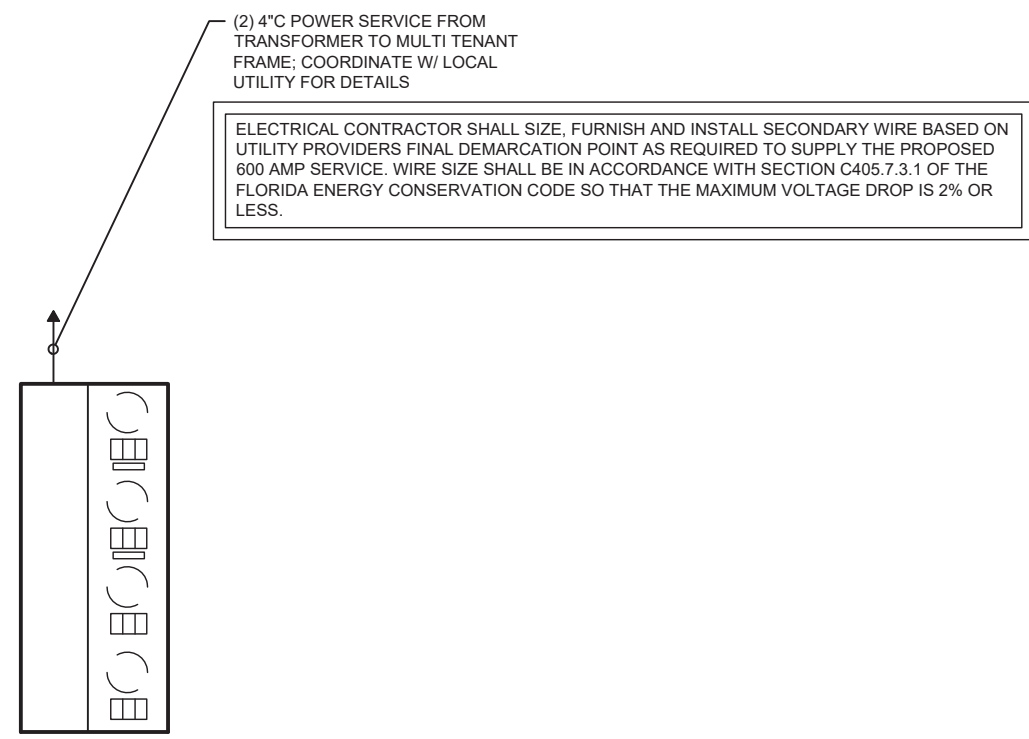 (2) 4"C POWER SERVICE FROM
TRANSFORMER TO MULTI TENANT
FRAME; COORDINATE W/ LOCAL
UTILITY FOR DETAILS
ELECTRICAL CONTRACTOR SHALL SIZE, FURNISH AND INSTALL SECONDARY WIRE BASED ON
UTILITY PROVIDERS FINAL DEMARCATION POINT AS REQUIRED TO SUPPLY THE PROPOSED
600 AMP SERVICE. WIRE SIZE SHALL BE IN ACCORDANCE WITH SECTION C405.7.3.1 OF THE
FLORIDA ENERGY CONSERVATION CODE SO THAT THE MAXIMUM VOLTAGE DROP IS 2% OR
LESS.